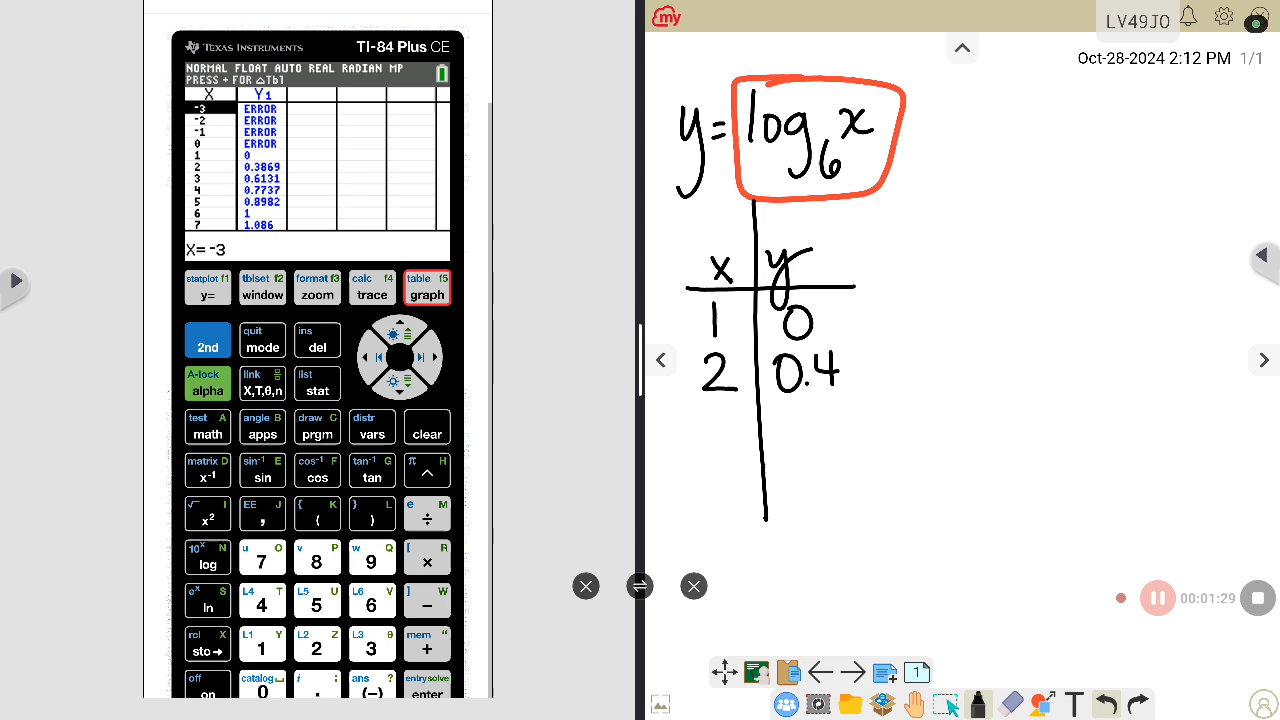 TEXAS INSTRUMENTS TI-84 Plus CE
NORMAL FLOAT AUTO REAL RADIAN MP
PRESS + FOR △Tbl
X Y1
-3 ERROR
-2 ERROR
-1 ERROR
0 ERROR
1 0
2 0.3869
3 0.6131
4 0.7737
5 0.8982
6 1
7 1.086
X= -3
statplot f1 tblset f2 format f3 calc f4 table f5
y= window zoom trace graph
quit ins
2nd mode del
A-lock link list
alpha X,T,θ,n stat
test A angle B draw C distr
math apps prgm vars clear
matrix D sin⁻¹ E cos⁻¹ F tan⁻¹ G π H
x⁻¹ sin cos tan ^
√ I EE J { K } L e M
x² , ( ) ÷
10ˣ N u O v P w Q [ R
log 7 8 9 ×
eˣ S L4 T L5 U L6 V ] W
ln 4 5 6 −
rcl X L1 Y L2 Z L3 θ mem "
sto→ 1 2 3 +
off catalog i : ans ? entry solve
on 0 . (−) enter
my
LV49JO
Oct-28-2024 2:12 PM 1/1
y= log₆ x
x y
1 0
2 0.4
00:01:29
1
T